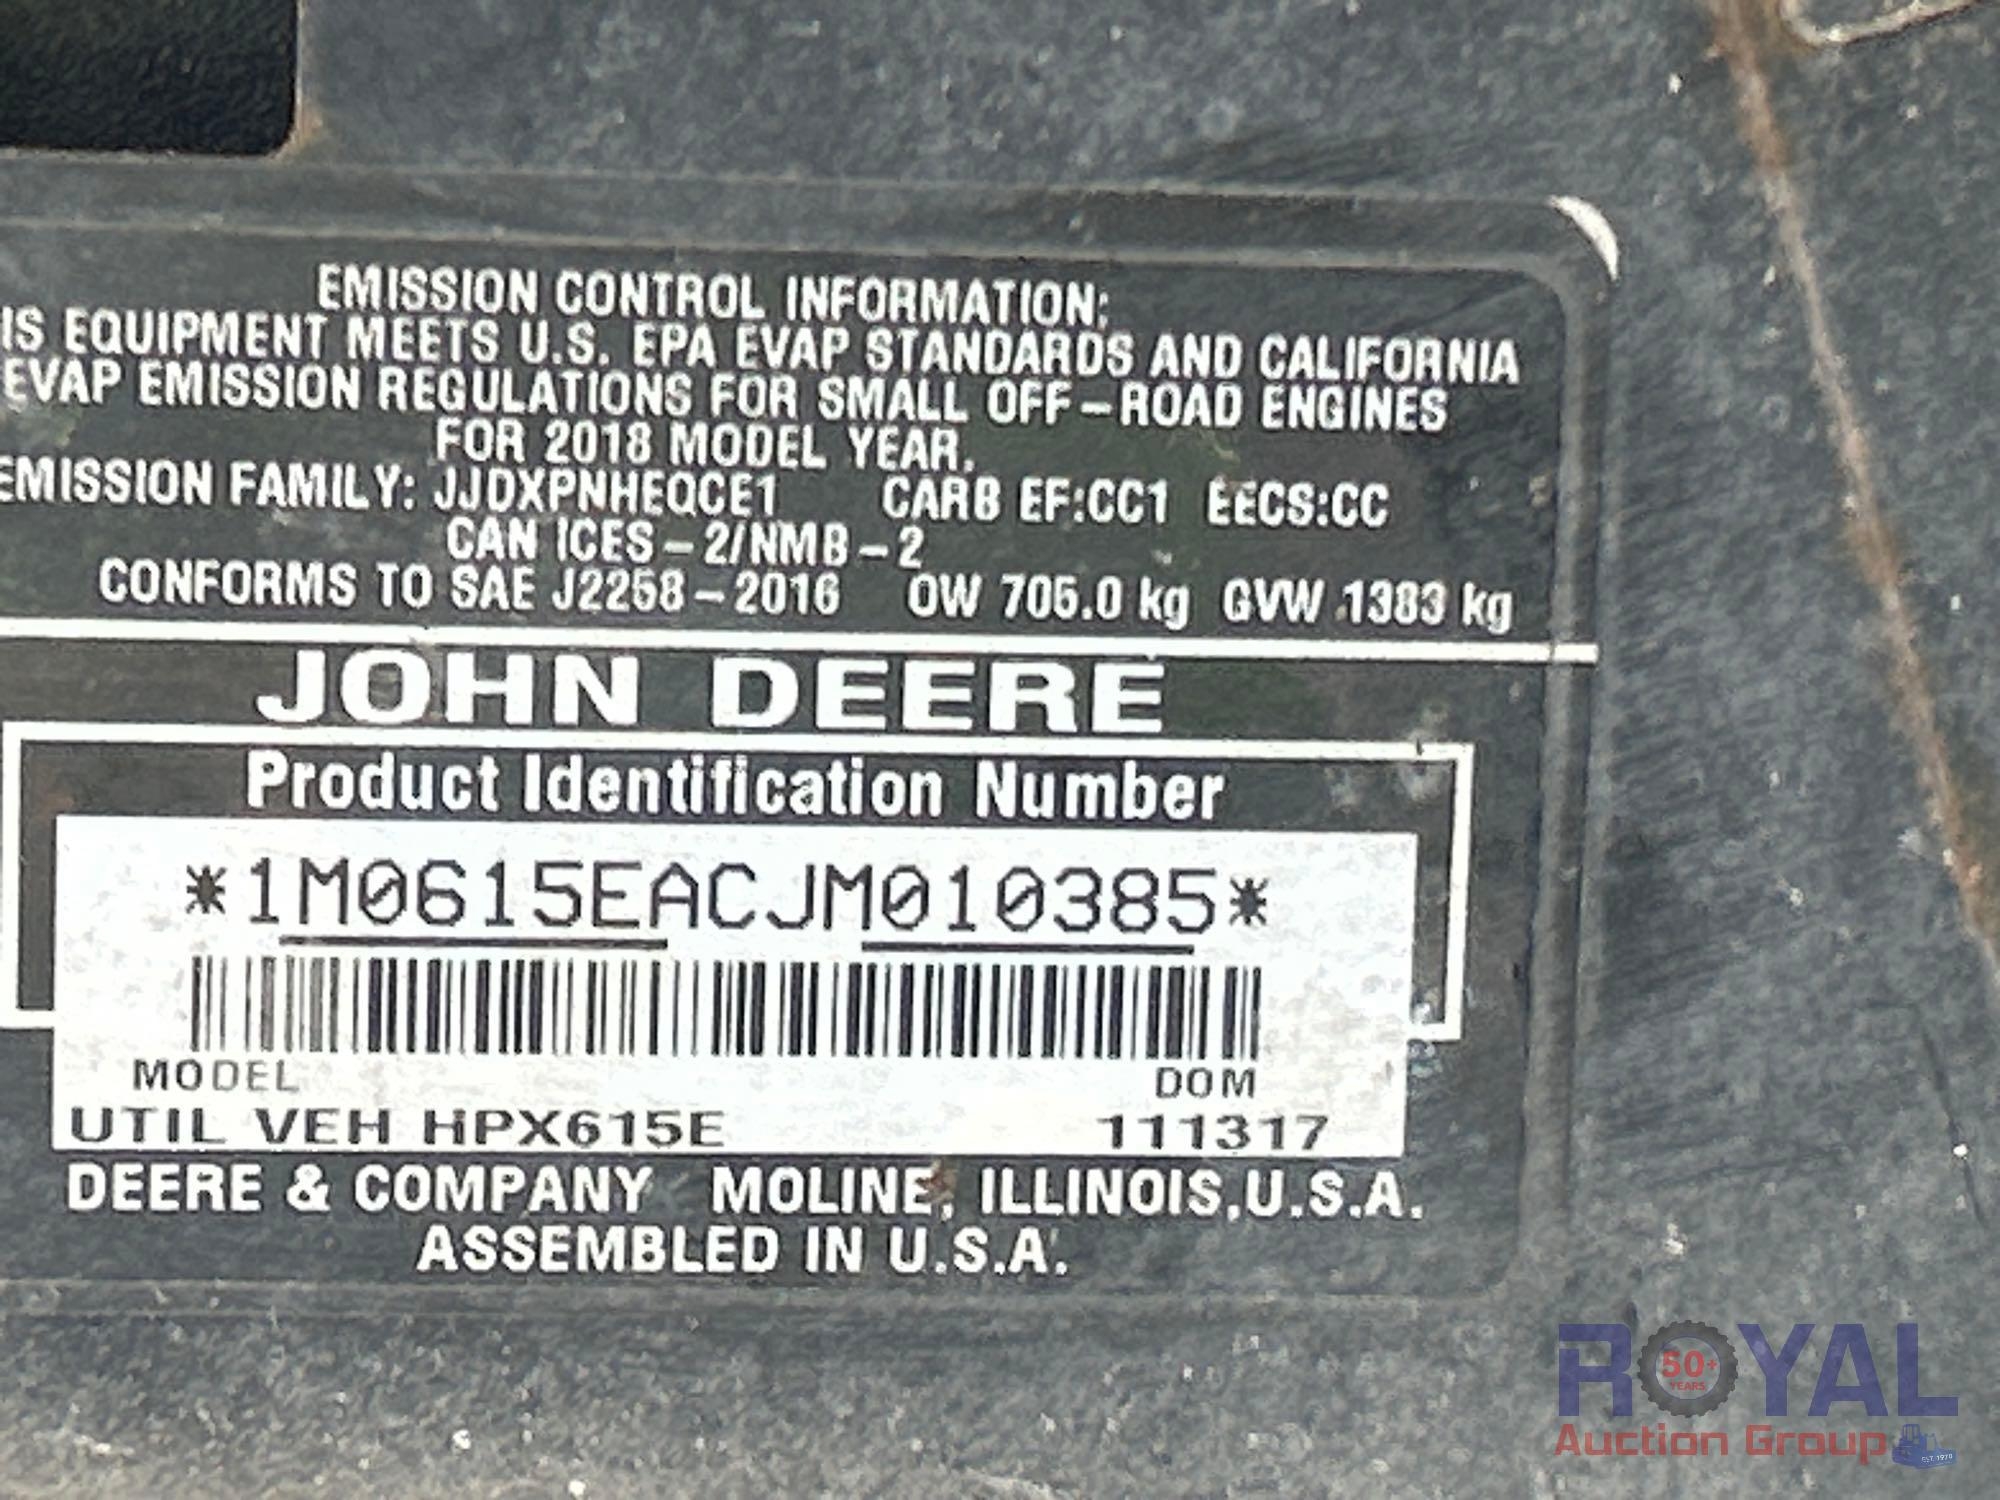 EMISSION CONTROL INFORMATION:
IS EQUIPMENT MEETS U.S. EPA EVAP STANDARDS AND CALIFORNIA
EVAP EMISSION REGULATIONS FOR SMALL OFF-ROAD ENGINES
FOR 2018 MODEL YEAR.
EMISSION FAMILY: JJDXPNHEQCE1 CARB EF:CC1 EECS:CC
CAN ICES-2/NMB-2
CONFORMS TO SAE J2258-2016 OW 705.0 kg GVW 1383 kg
JOHN DEERE
Product Identification Number
*1M0615EACJM010385*
MODEL DOM
UTIL VEH HPX615E 111317
DEERE & COMPANY MOLINE, ILLINOIS,U.S.A.
ASSEMBLED IN U.S.A.
ROYAL
50+
YEARS
Auction Group
EST. 1970